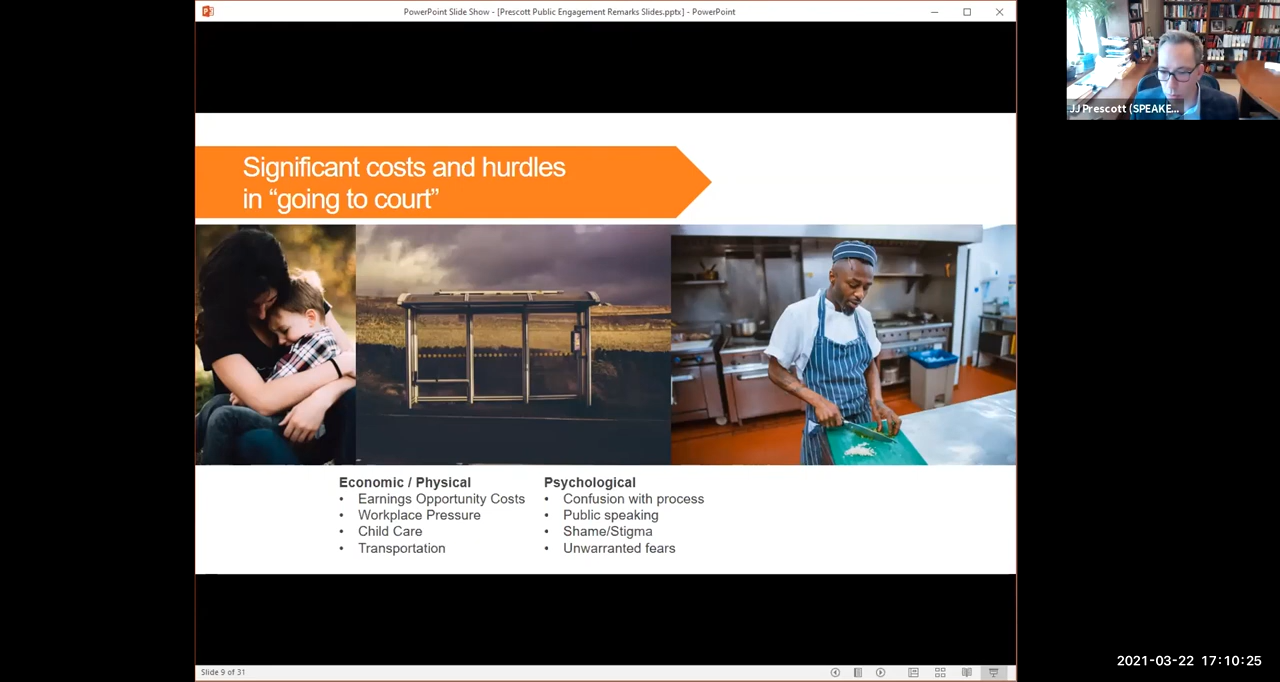 PowerPoint Slide Show - [Prescott Public Engagement Remarks Slides.pptx] - PowerPoint
JJ Prescott (SPEAKE...
Significant costs and hurdles
in “going to court”
Economic / Physical
• Earnings Opportunity Costs
• Workplace Pressure
• Child Care
• Transportation
Psychological
• Confusion with process
• Public speaking
• Shame/Stigma
• Unwarranted fears
Slide 9 of 31
2021-03-22 17:10:25